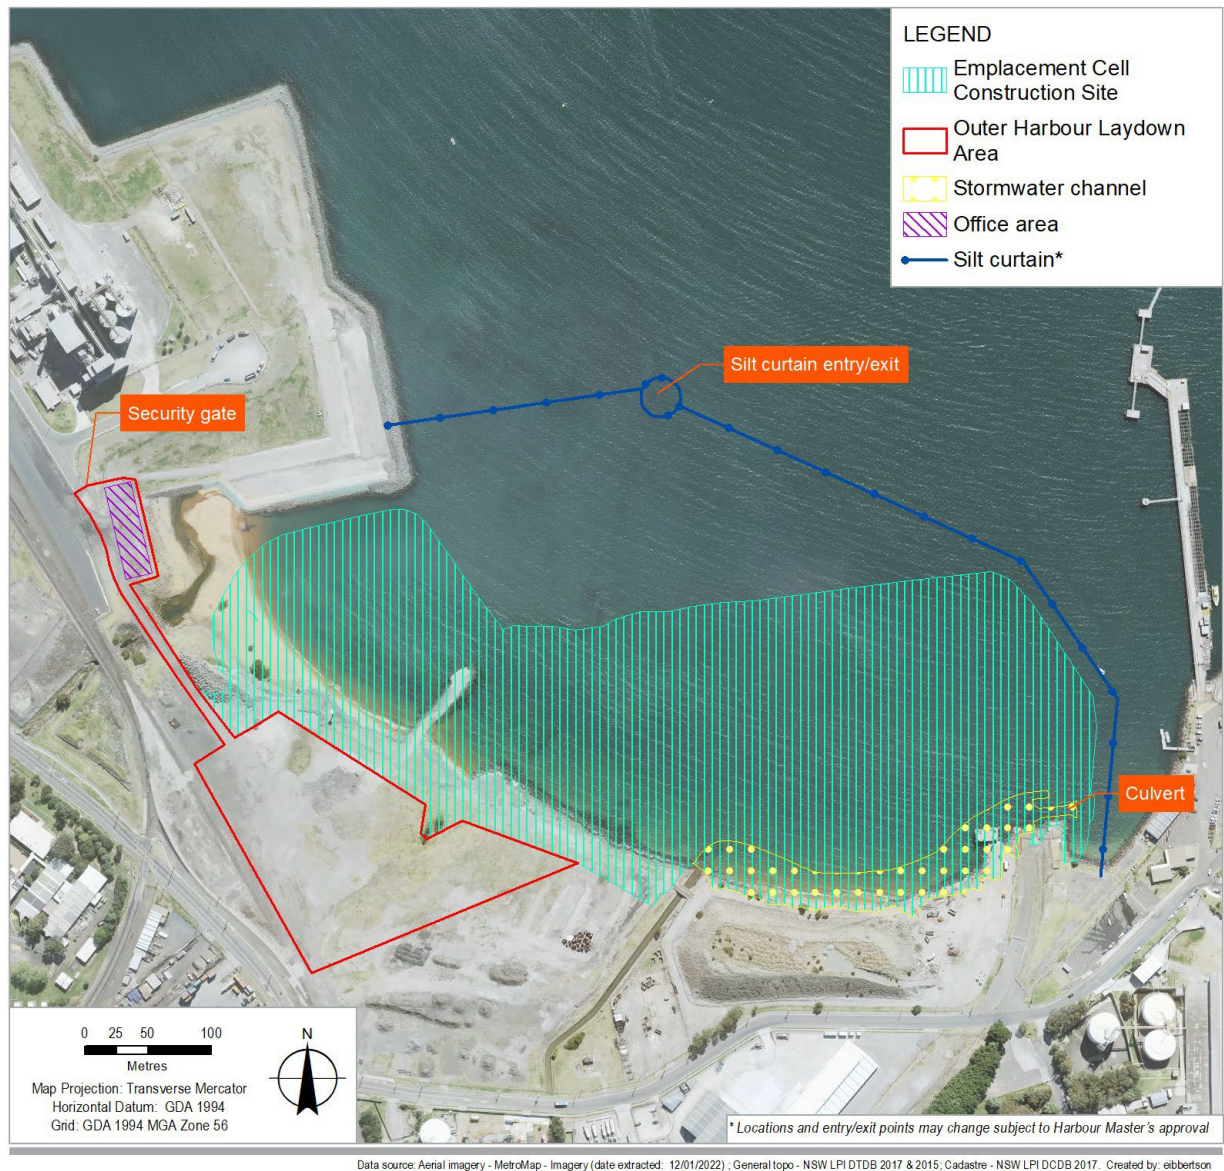 LEGEND
Emplacement Cell
Construction Site
Outer Harbour Laydown
Area
Stormwater channel
Office area
Silt curtain*
Silt curtain entry/exit
Security gate
Culvert
0 25 50 100
Metres
Map Projection: Transverse Mercator
Horizontal Datum: GDA 1994
Grid: GDA 1994 MGA Zone 56
N
* Locations and entry/exit points may change subject to Harbour Master's approval
Data source: Aerial imagery - MetroMap - Imagery (date extracted: 12/01/2022) ; General topo - NSW LPI DTDB 2017 & 2015; Cadastre - NSW LPI DCDB 2017. Created by: eibbertson